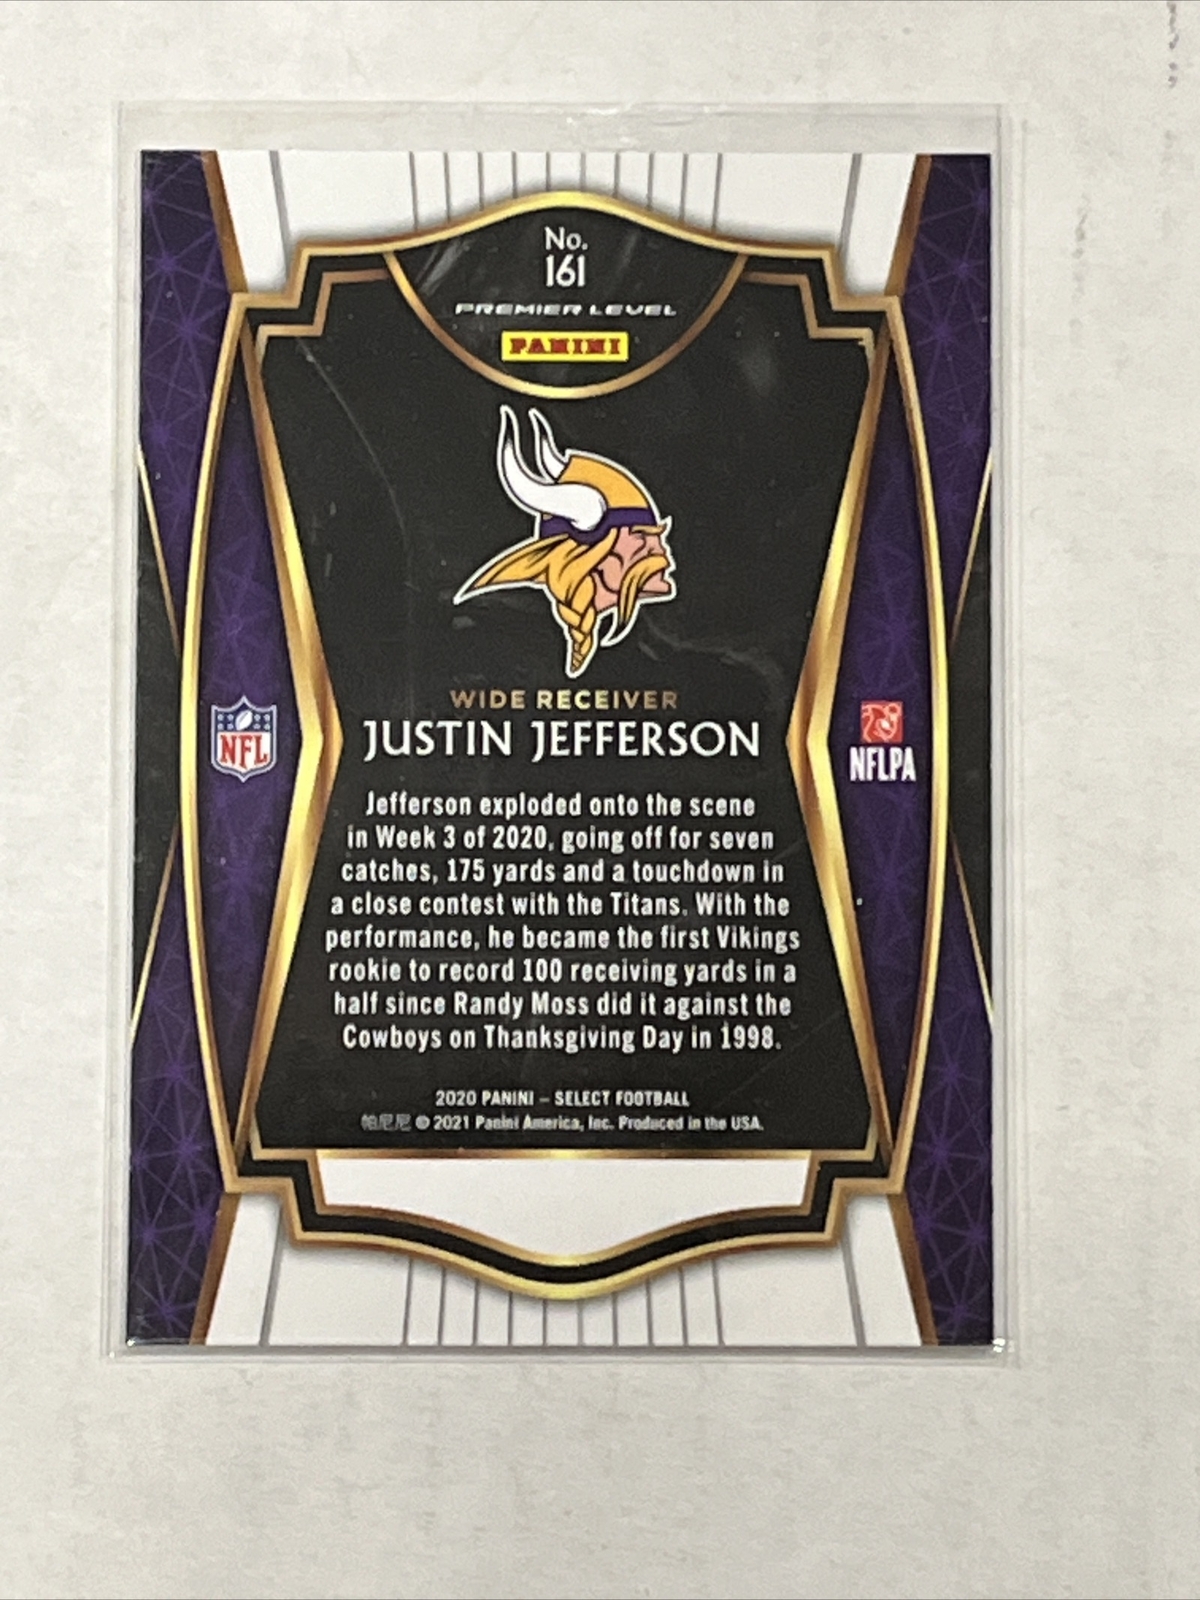 No.
161
PREMIER LEVEL
PANINI
WIDE RECEIVER
JUSTIN JEFFERSON
NFL
NFLPA
Jefferson exploded onto the scene
in Week 3 of 2020, going off for seven
catches, 175 yards and a touchdown in
a close contest with the Titans. With the
performance, he became the first Vikings
rookie to record 100 receiving yards in a
half since Randy Moss did it against the
Cowboys on Thanksgiving Day in 1998.
2020 PANINI – SELECT FOOTBALL
帕尼尼 © 2021 Panini America, Inc. Produced in the USA.